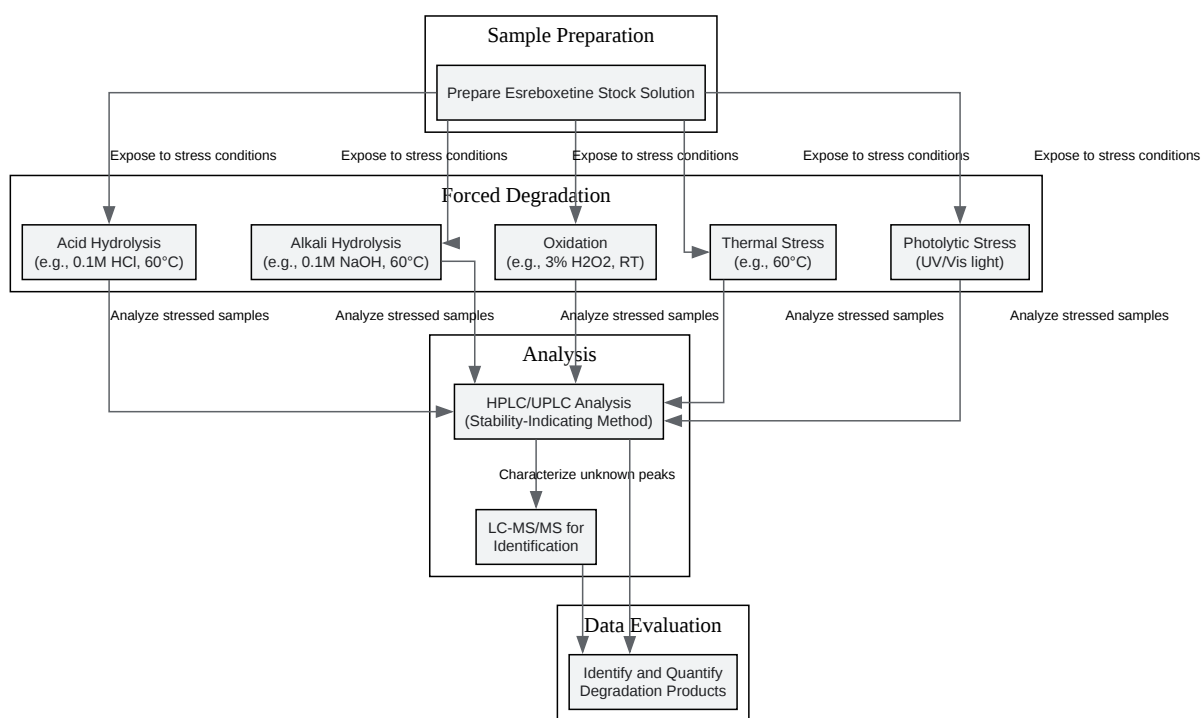 Sample Preparation
Prepare Esreboxetine Stock Solution
Expose to stress conditions
Expose to stress conditions
Expose to stress conditions
Expose to stress conditions
Expose to stress conditions
Forced Degradation
Acid Hydrolysis
(e.g., 0.1M HCl, 60°C)
Alkali Hydrolysis
(e.g., 0.1M NaOH, 60°C)
Oxidation
(e.g., 3% H2O2, RT)
Thermal Stress
(e.g., 60°C)
Photolytic Stress
(UV/Vis light)
Analyze stressed samples
Analyze stressed samples
Analyze stressed samples
Analyze stressed samples
Analyze stressed samples
Analysis
HPLC/UPLC Analysis
(Stability-Indicating Method)
Characterize unknown peaks
LC-MS/MS for
Identification
Data Evaluation
Identify and Quantify
Degradation Products